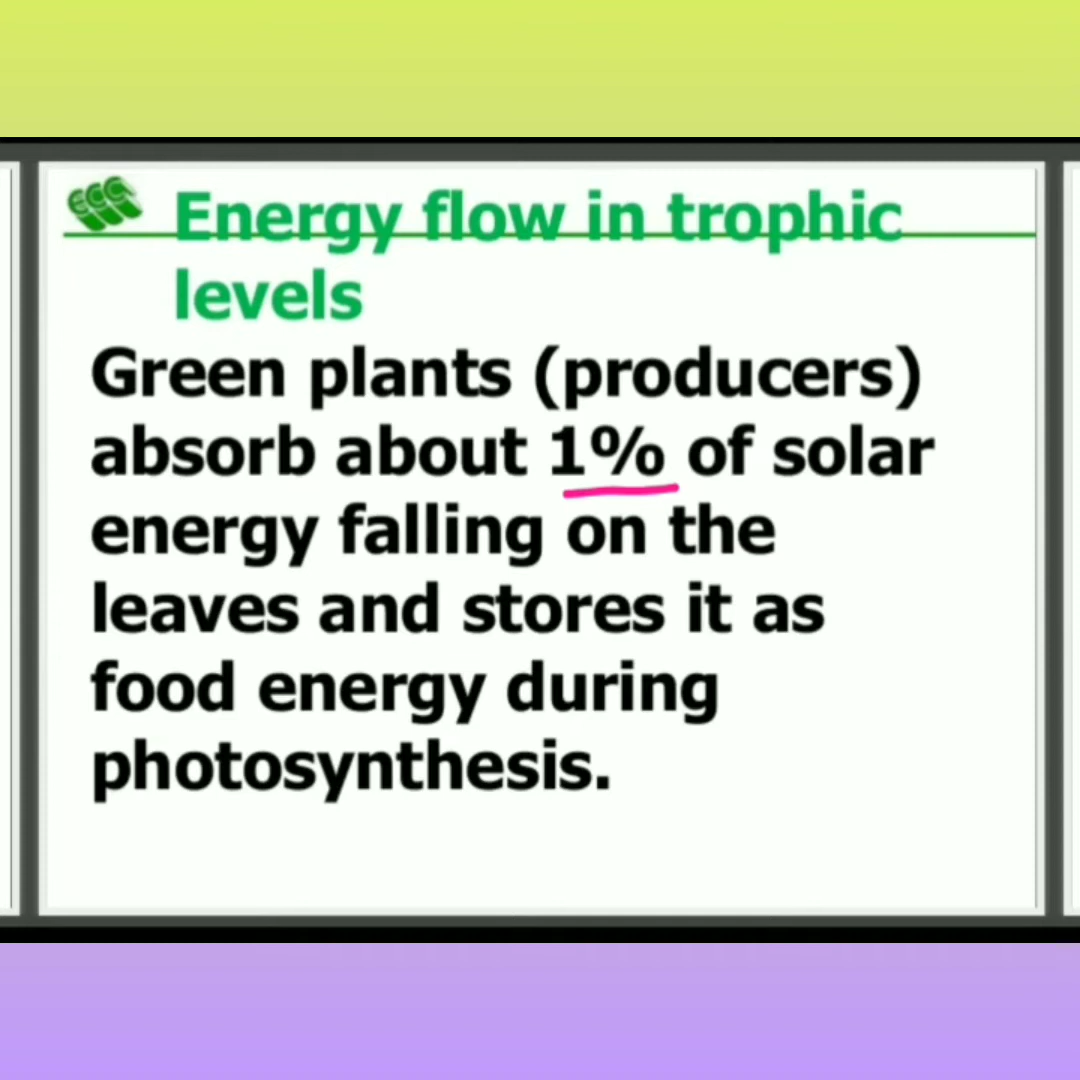 Energy flow in trophic
levels
Green plants (producers)
absorb about 1% of solar
energy falling on the
leaves and stores it as
food energy during
photosynthesis.